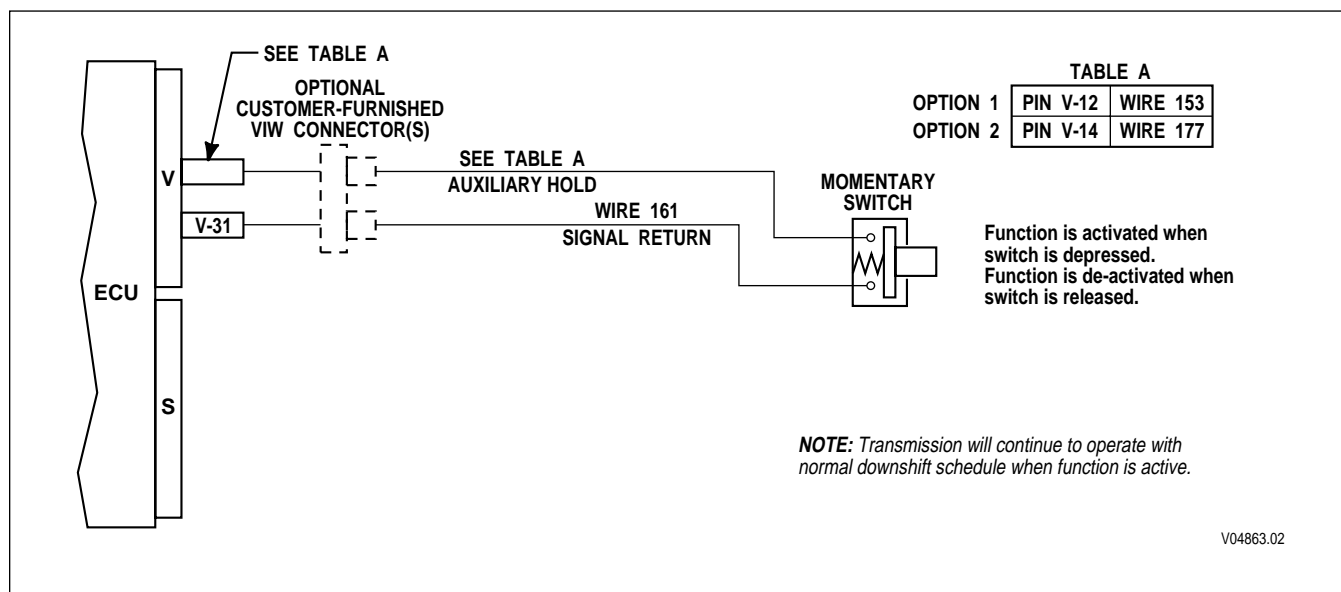 SEE TABLE A
OPTIONAL
CUSTOMER-FURNISHED
VIW CONNECTOR(S)
TABLE A
OPTION 1 PIN V-12 WIRE 153
OPTION 2 PIN V-14 WIRE 177
V
V-31
ECU
S
SEE TABLE A
AUXILIARY HOLD
WIRE 161
SIGNAL RETURN
MOMENTARY
SWITCH
Function is activated when
switch is depressed.
Function is de-activated when
switch is released.
NOTE: Transmission will continue to operate with
normal downshift schedule when function is active.
V04863.02